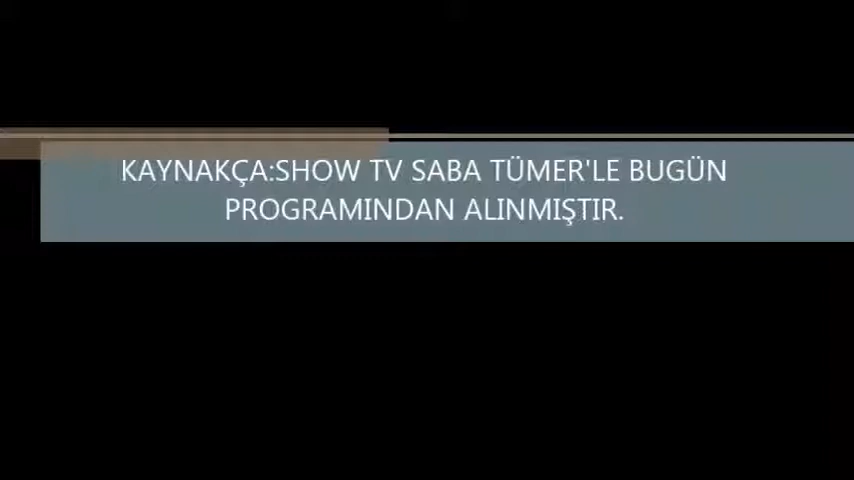 KAYNAKÇA:SHOW TV SABA TÜMER'LE BUGÜN
PROGRAMINDAN ALINMIŞTIR.